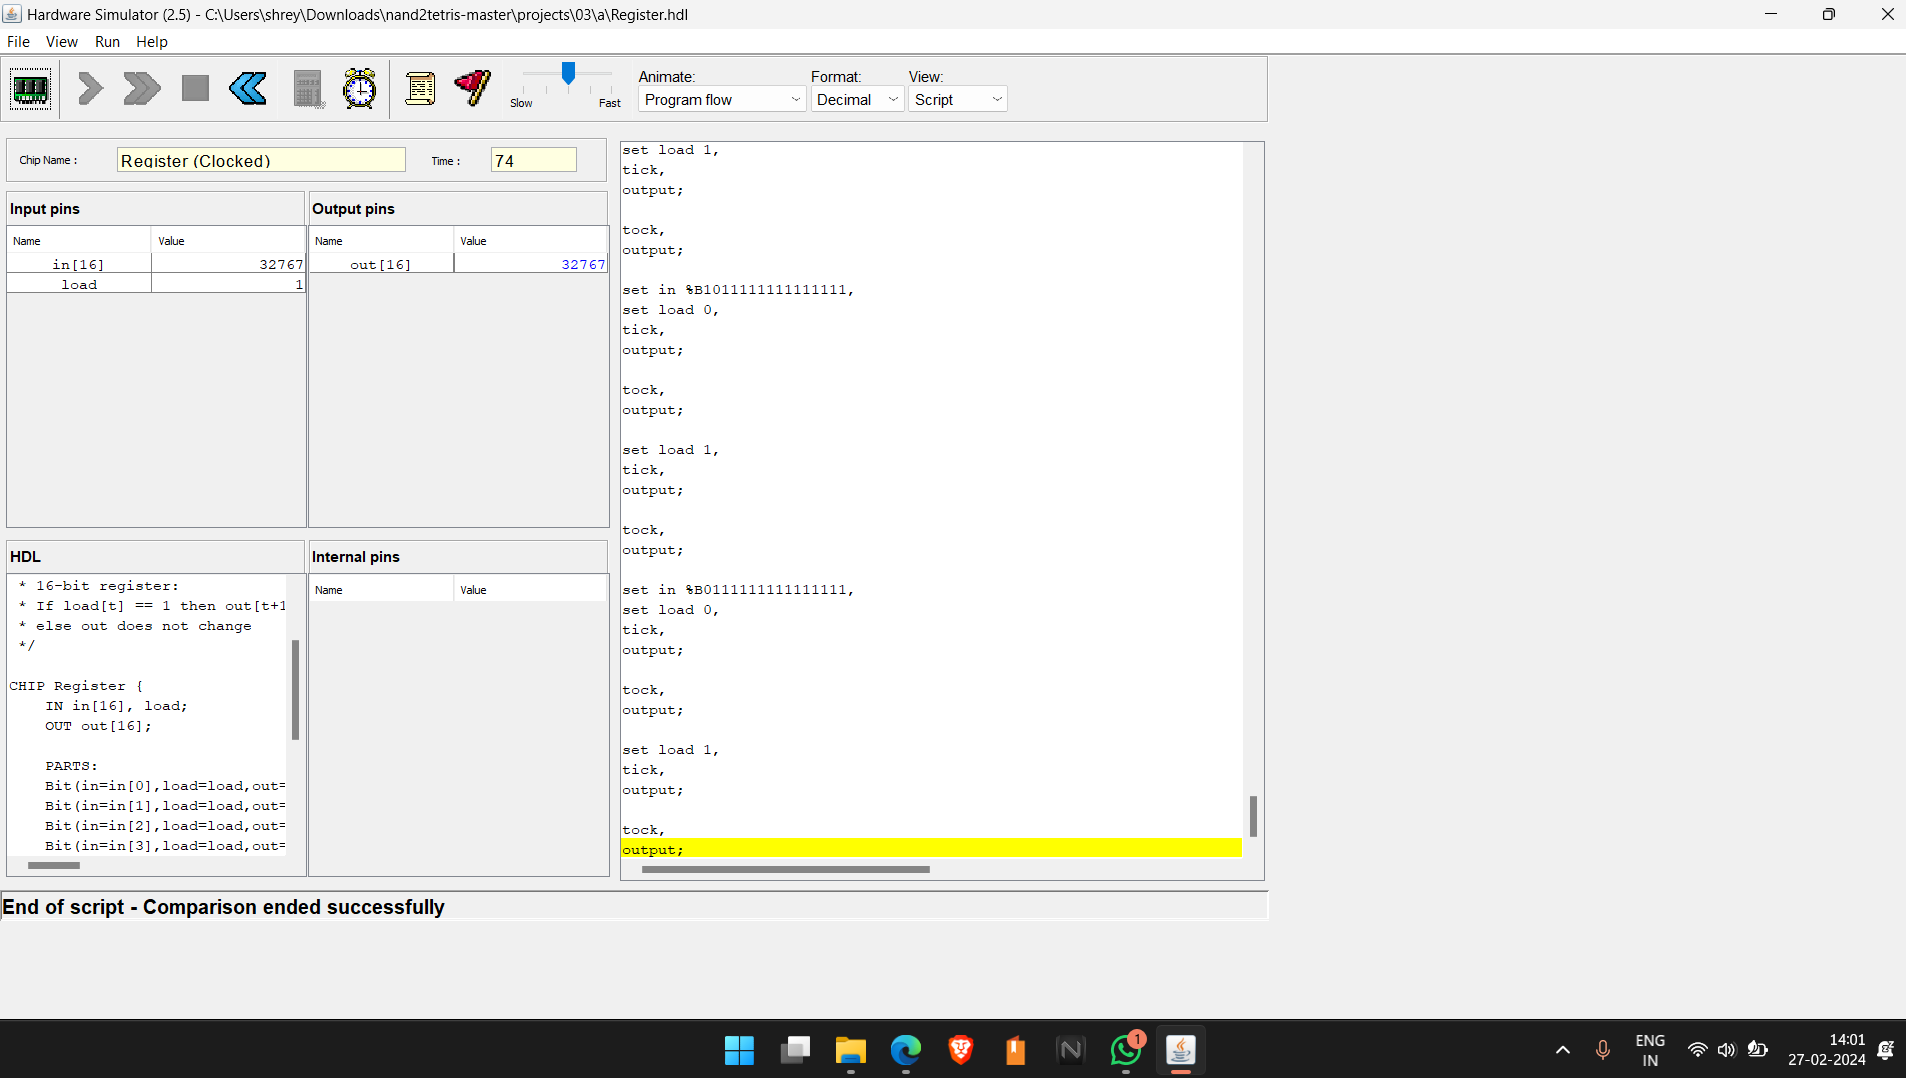 Hardware Simulator (2.5) - C:\Users\shrey\Downloads\nand2tetris-master\projects\03\a\Register.hdl
File View Run Help
Slow Fast
Animate: Format: View:
Program flow Decimal Script
Chip Name : Register (Clocked) Time : 74
Input pins
Name Value
in[16] 32767
load 1
Output pins
Name Value
out[16] 32767
HDL
* 16-bit register:
* If load[t] == 1 then out[t+1
* else out does not change
*/
CHIP Register {
IN in[16], load;
OUT out[16];
PARTS:
Bit(in=in[0],load=load,out=
Bit(in=in[1],load=load,out=
Bit(in=in[2],load=load,out=
Bit(in=in[3],load=load,out=
Internal pins
Name Value
set load 1,
tick,
output;
tock,
output;
set in %B1011111111111111,
set load 0,
tick,
output;
tock,
output;
set load 1,
tick,
output;
tock,
output;
set in %B0111111111111111,
set load 0,
tick,
output;
tock,
output;
set load 1,
tick,
output;
tock,
output;
End of script - Comparison ended successfully
1
ENG
IN
14:01
27-02-2024